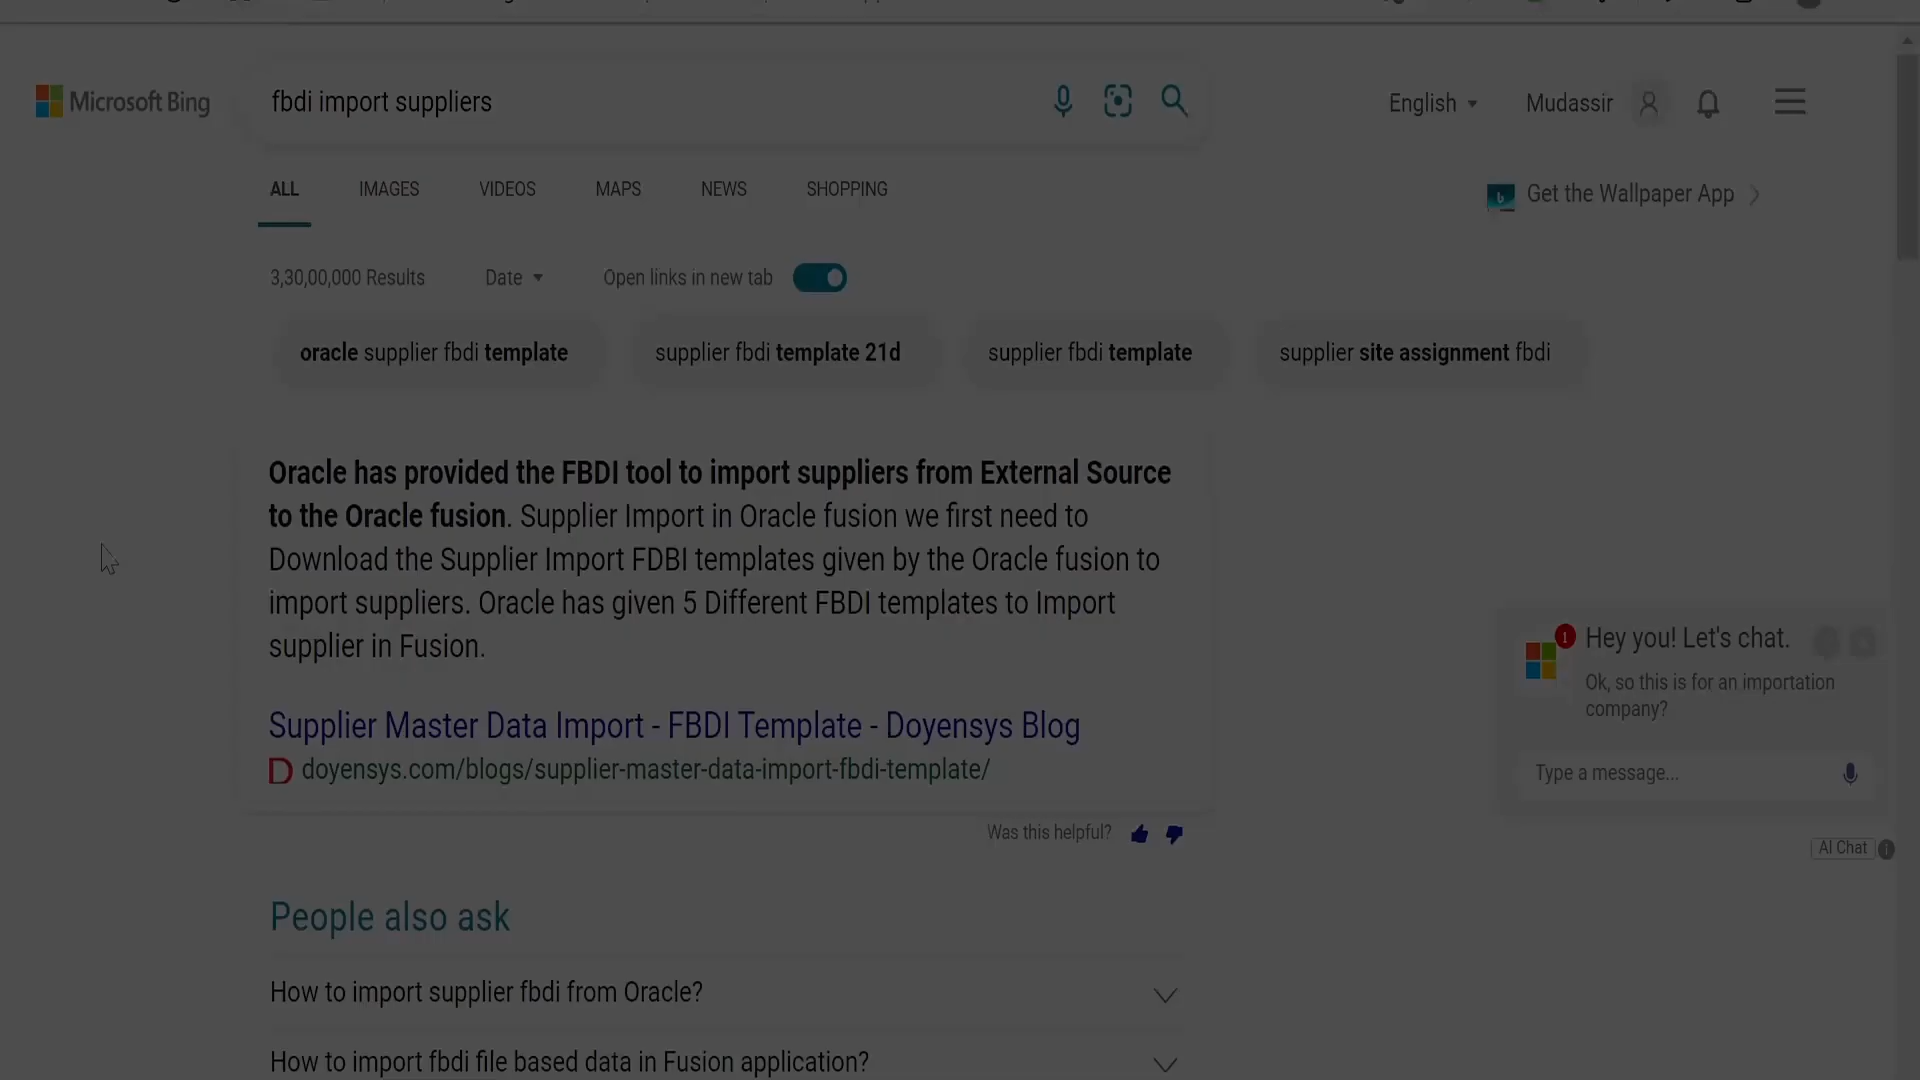 Microsoft Bing
fbdi import suppliers
English
Mudassir
ALL IMAGES VIDEOS MAPS NEWS SHOPPING
Get the Wallpaper App
3,30,00,000 Results Date Open links in new tab
oracle supplier fbdi template
supplier fbdi template 21d
supplier fbdi template
supplier site assignment fbdi
Oracle has provided the FBDI tool to import suppliers from External Source
to the Oracle fusion. Supplier Import in Oracle fusion we first need to
Download the Supplier Import FDBI templates given by the Oracle fusion to
import suppliers. Oracle has given 5 Different FBDI templates to Import
supplier in Fusion.
Supplier Master Data Import - FBDI Template - Doyensys Blog
D doyensys.com/blogs/supplier-master-data-import-fbdi-template/
Was this helpful?
Hey you! Let's chat.
Ok, so this is for an importation
company?
Type a message...
AI Chat
People also ask
How to import supplier fbdi from Oracle?
How to import fbdi file based data in Fusion application?